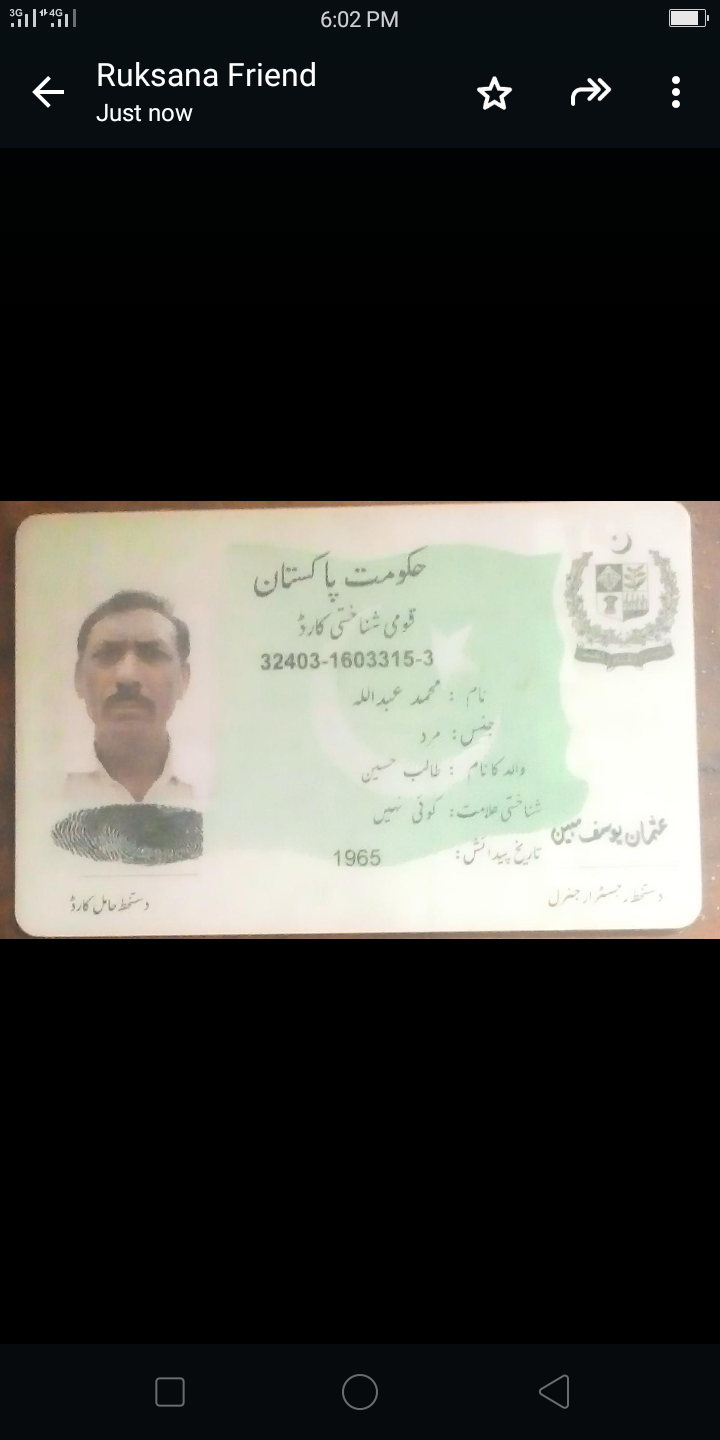 3G 4G
6:02 PM
Ruksana Friend
Just now
حکومت پاکستان
قومی شناختی کارڈ
32403-1603315-3
نام : محمد عبداللہ
جنس: مرد
والد کا نام : طالب حسین
شناختی علامت: کوئی نہیں
تاریخ پیدائش: 1965
عثمان یوسف مبین
دستخط رجسٹرار جنرل
دستخط حامل کارڈ